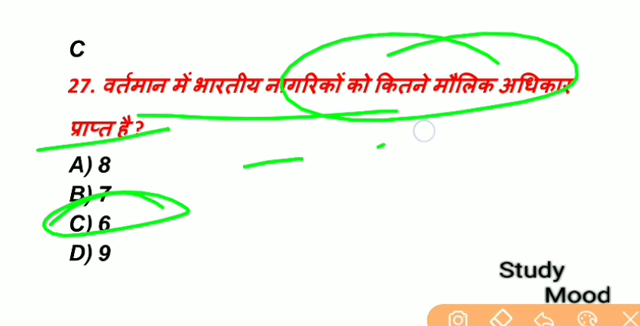 C
27. वर्तमान में भारतीय नागरिकों को कितने मौलिक अधिकार
प्राप्त है ?
A) 8
B) 7
C) 6
D) 9
Study
Mood